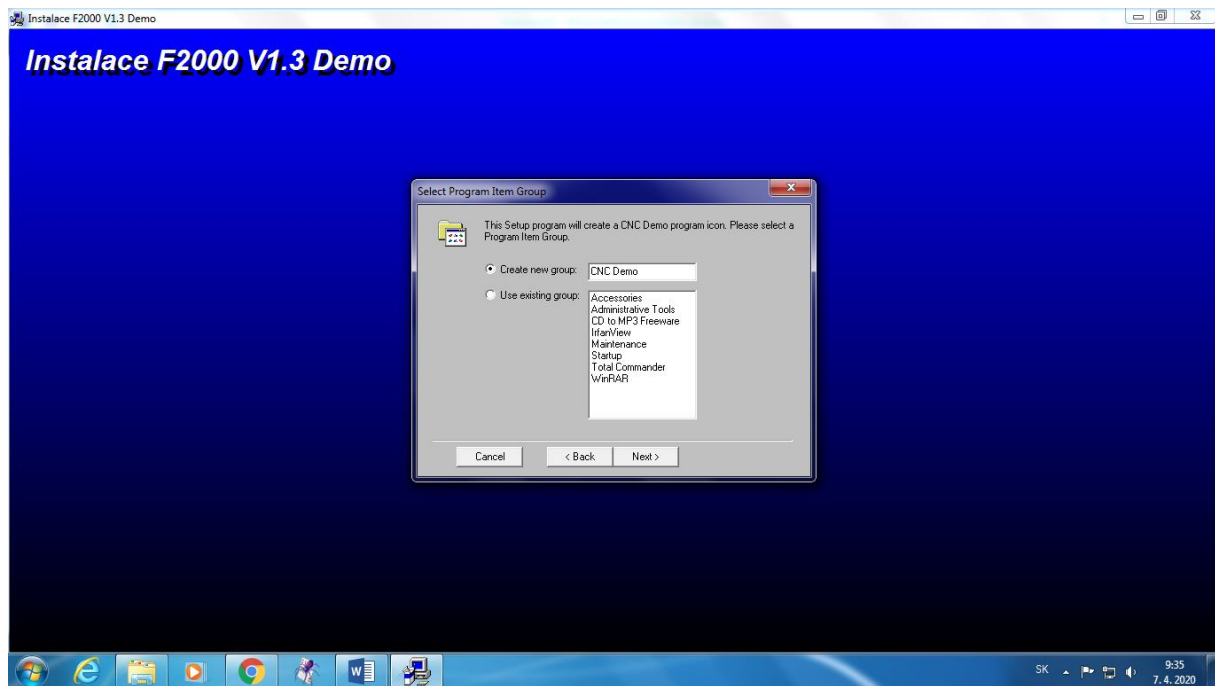 Instalace F2000 V1.3 Demo
Instalace F2000 V1.3 Demo
Select Program Item Group
This Setup program will create a CNC Demo program icon. Please select a
Program Item Group.
Create new group:
CNC Demo
Use existing group:
Accessories
Administrative Tools
CD to MP3 Freeware
IrfanView
Maintenance
Startup
Total Commander
WinRAR
Cancel
< Back
Next >
SK
9:35
7. 4. 2020